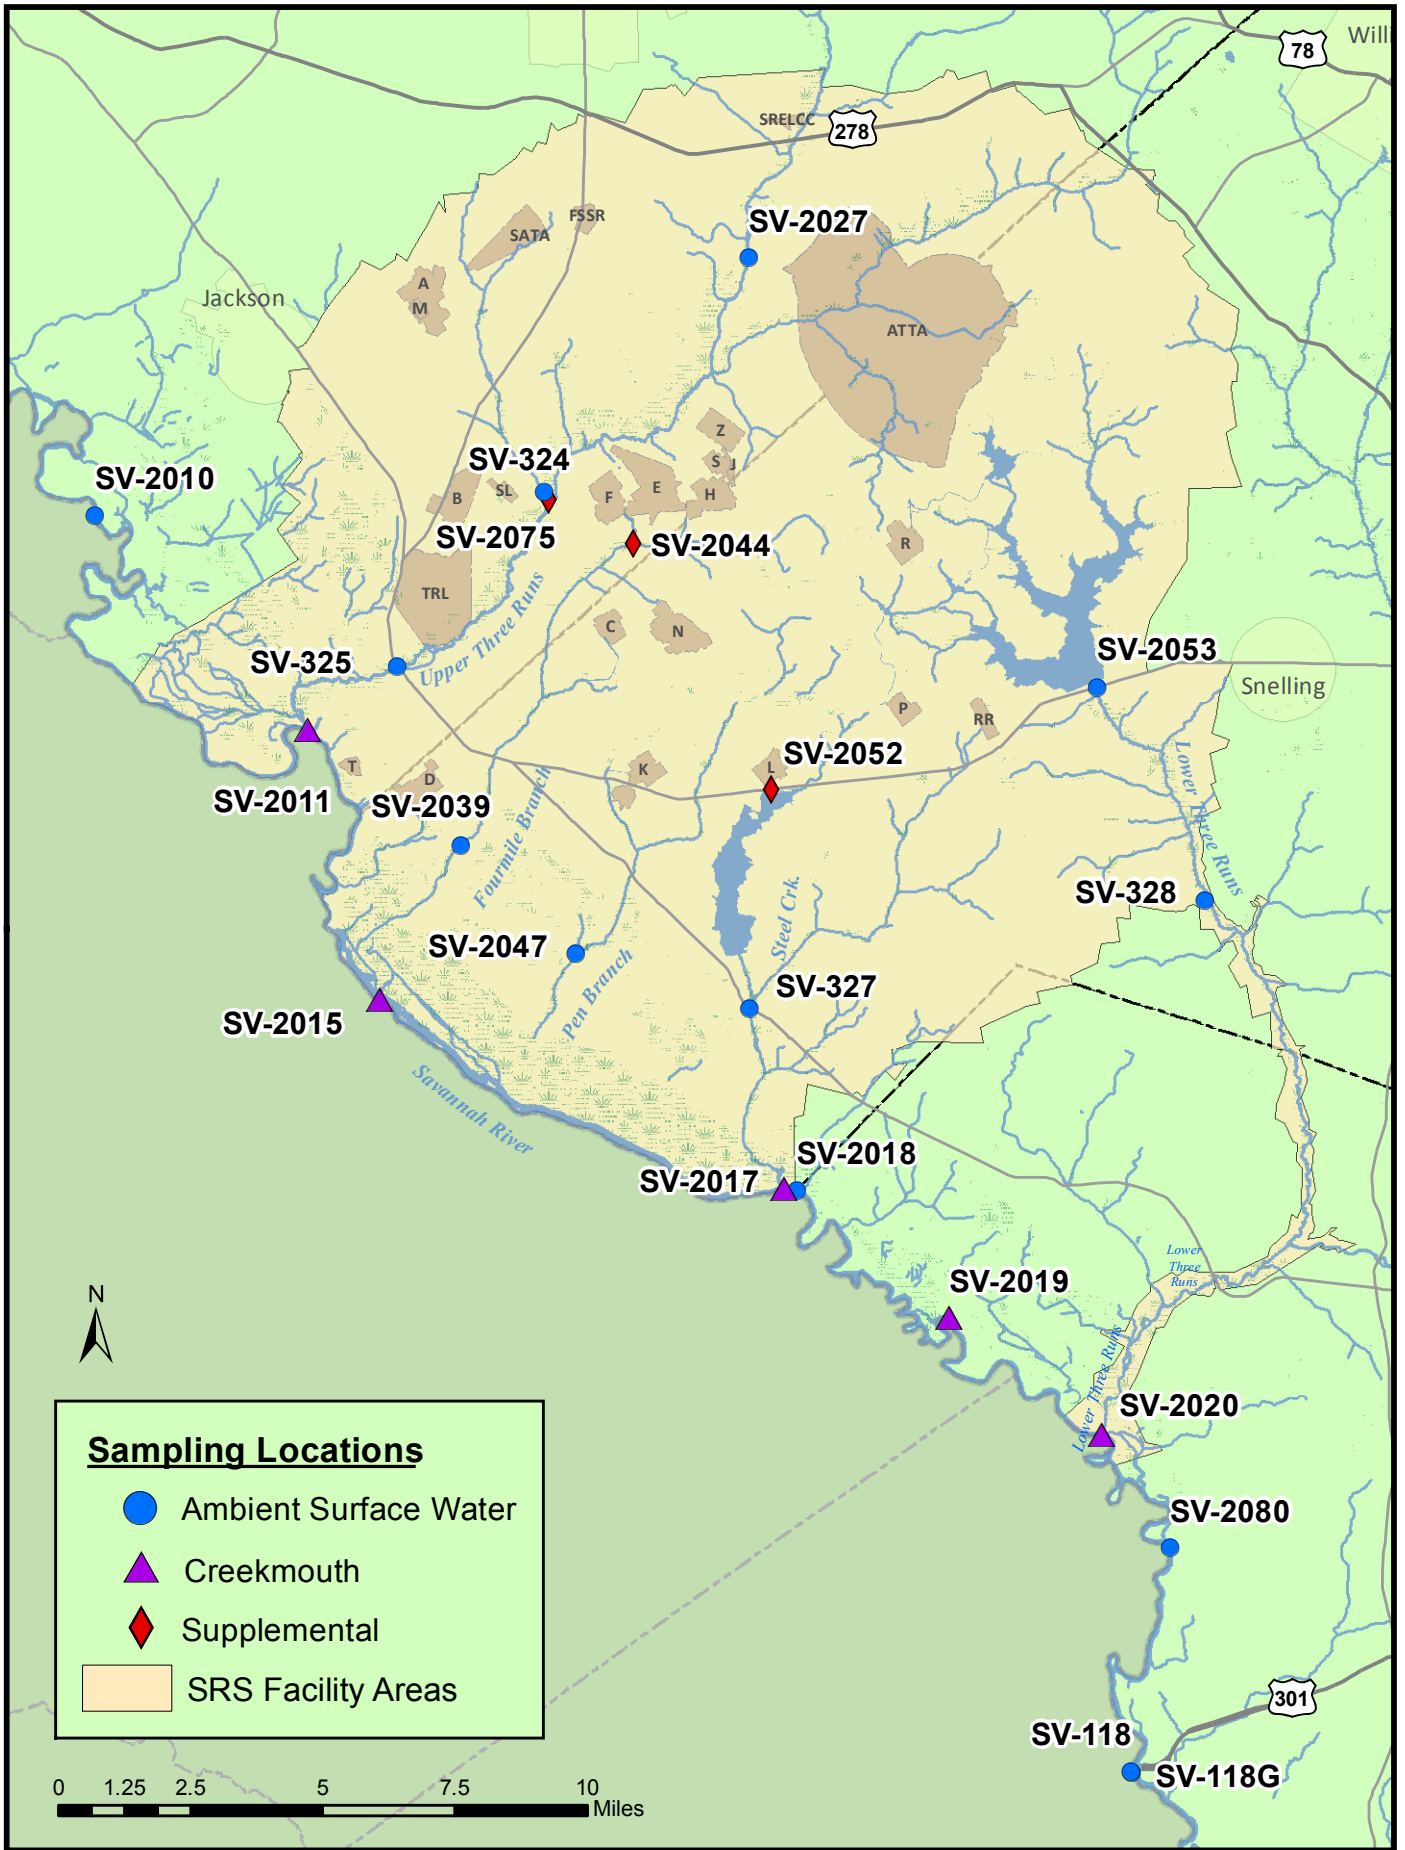 78
Willi
SRELCC
278
SV-2027
FSSR
SATA
A
M
Jackson
ATTA
Z
S
J
SV-324
SV-2010
SL
B
F
E
H
SV-2075
SV-2044
R
TRL
Upper Three Runs
C
N
SV-325
SV-2053
Snelling
P
RR
SV-2052
L
T
D
K
SV-2011
SV-2039
Fourmile Branch
Lower Three Runs
SV-328
Steel Crk.
SV-2047
Pen Branch
SV-327
SV-2015
Savannah River
SV-2018
SV-2017
Lower
Three
Runs
SV-2019
N
Lower Three Runs
SV-2020
Sampling Locations
Ambient Surface Water
Creekmouth
Supplemental
SRS Facility Areas
SV-2080
301
SV-118
SV-118G
0 1.25 2.5 5 7.5 10
Miles